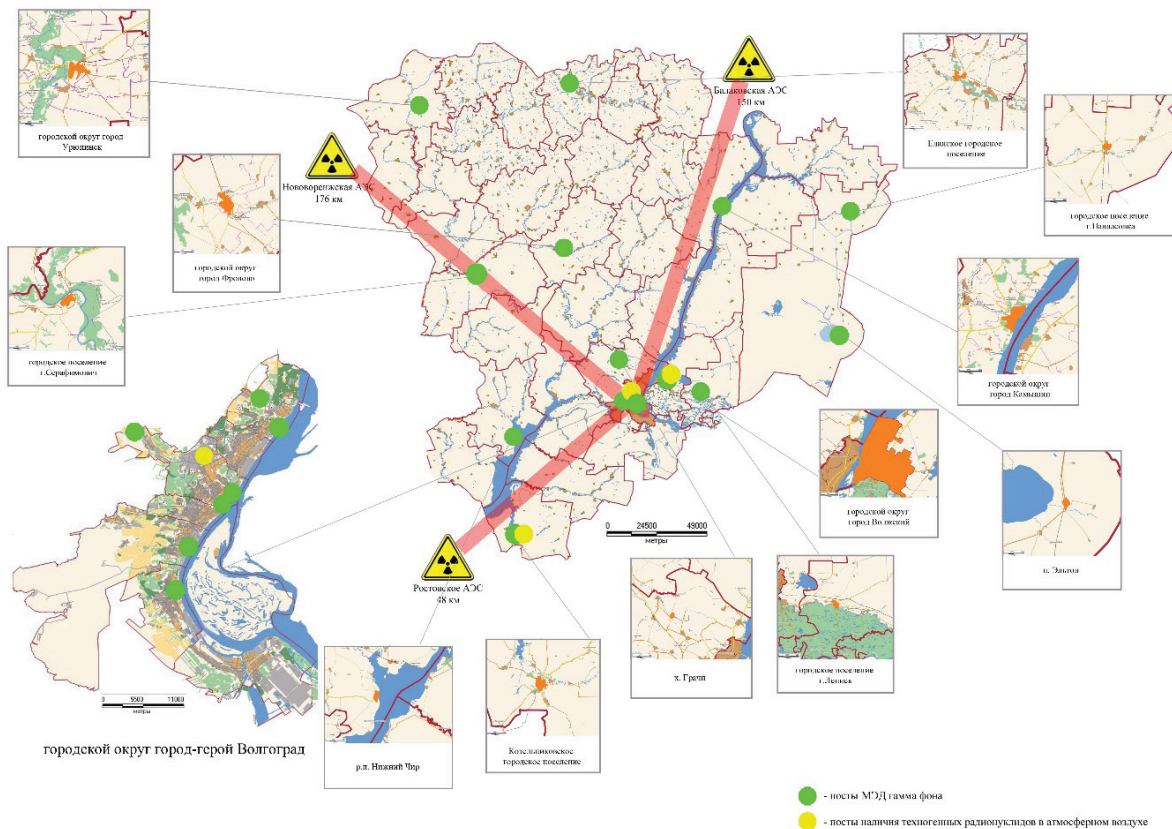 Балаковская АЭС
150 км
городской округ город
Урюпинск
Еланское городское
поселение
Нововоронежская АЭС
176 км
городское поселение
г.Палласовка
городской округ
город Фролово
городское поселение
г.Серафимович
городской округ
город Камышин
городской округ
город Волжский
п. Эльтон
0 24500 49000
метры
Ростовское АЭС
48 км
х. Грачи
городское поселение
г.Ленинск
0 5500 11000
метры
городской округ город-герой Волгоград
р.п. Нижний Чир
Котельниковское
городское поселение
- посты МЭД гамма фона
- посты наличия техногенных радионуклидов в атмосферном воздухе